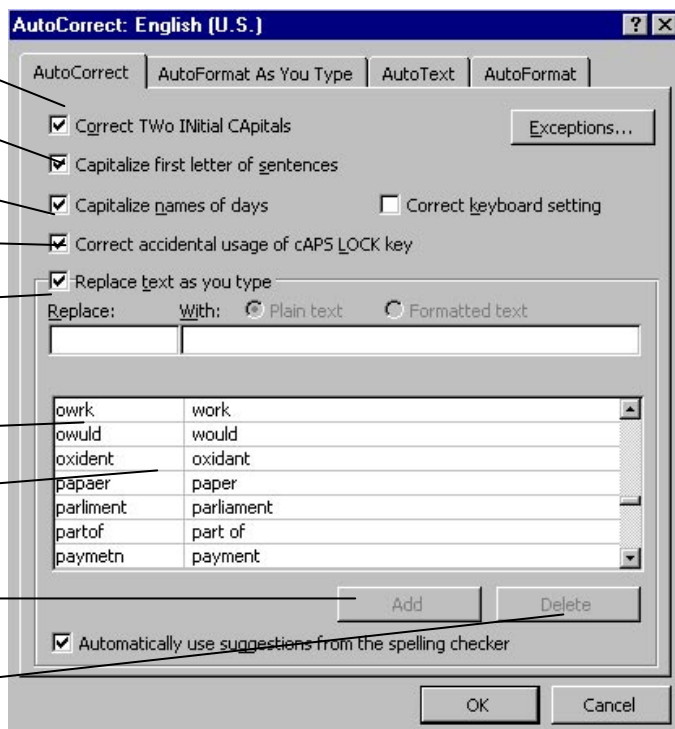 AutoCorrect: English (U.S.)
AutoCorrect AutoFormat As You Type AutoText AutoFormat
Correct TWo INitial CApitals Exceptions...
Capitalize first letter of sentences
Capitalize names of days Correct keyboard setting
Correct accidental usage of cAPS LOCK key
Replace text as you type
Replace: With: Plain text Formatted text
owrk work
owuld would
oxident oxidant
papaer paper
parliment parliament
partof part of
paymetn payment
Add Delete
Automatically use suggestions from the spelling checker
OK Cancel